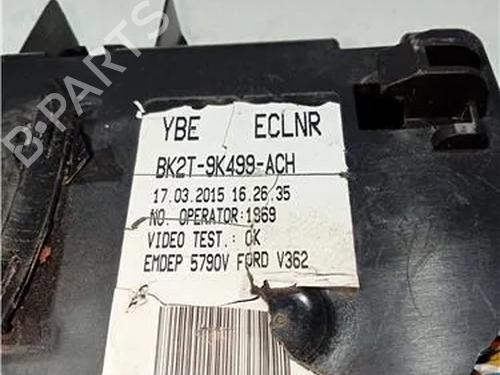 YBE ECLNR
BK2T-9K499-ACH
17.03.2015 16.26.35
NO. OPERATOR:1969
VIDEO TEST.: OK
EMDEP 5790V FORD V362